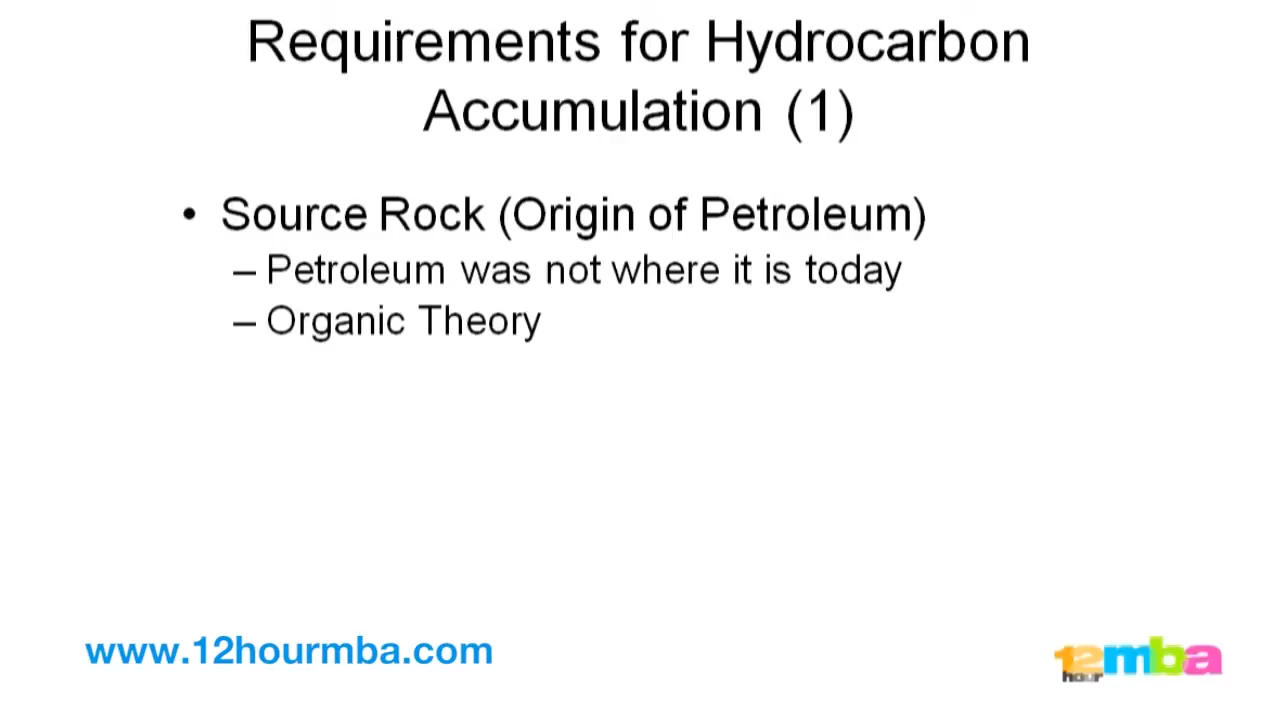 Requirements for Hydrocarbon
Accumulation (1)
• Source Rock (Origin of Petroleum)
– Petroleum was not where it is today
– Organic Theory
www.12hourmba.com
12mba
hour